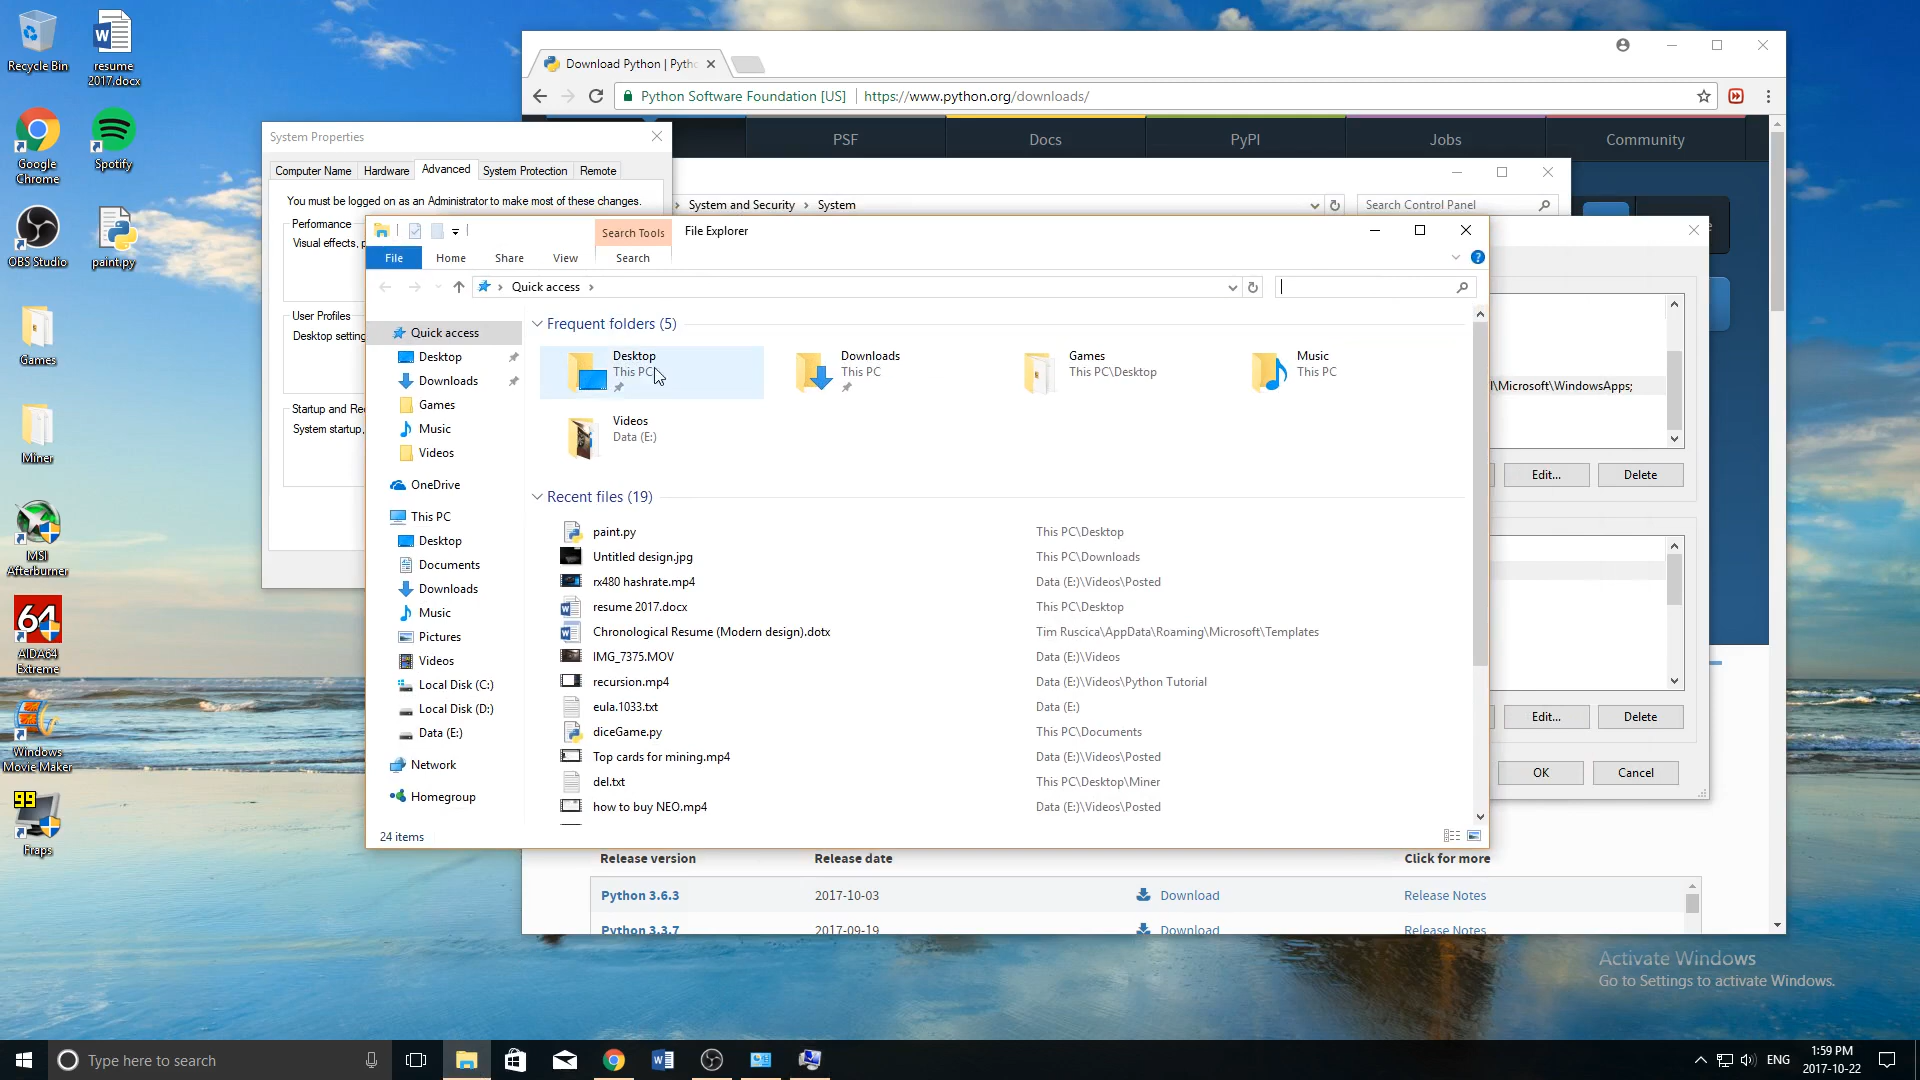 Recycle Bin
resume
2017.docx
Google
Chrome
Spotify
OBS Studio
paint.py
Games
Miner
MSI
Afterburner
64
AIDA64
Extreme
Windows
Movie Maker
99
Fraps
Download Python | Pytho
Python Software Foundation [US]
https://www.python.org/downloads/
PSF
Docs
PyPI
Jobs
Community
System Properties
Computer Name
Hardware
Advanced
System Protection
Remote
You must be logged on as an Administrator to make most of these changes.
Performance
Visual effects, p
User Profiles
Desktop setting
Startup and Rec
System startup,
System and Security
System
Search Control Panel
Search Tools
File Explorer
File
Home
Share
View
Search
Quick access
Quick access
Desktop
Downloads
Games
Music
Videos
OneDrive
This PC
Desktop
Documents
Downloads
Music
Pictures
Videos
Local Disk (C:)
Local Disk (D:)
Data (E:)
Network
Homegroup
Frequent folders (5)
Desktop
This PC
Downloads
This PC
Games
This PC\Desktop
Music
This PC
Videos
Data (E:)
Recent files (19)
paint.py This PC\Desktop
Untitled design.jpg This PC\Downloads
rx480 hashrate.mp4 Data (E:)\Videos\Posted
resume 2017.docx This PC\Desktop
Chronological Resume (Modern design).dotx Tim Ruscica\AppData\Roaming\Microsoft\Templates
IMG_7375.MOV Data (E:)\Videos
recursion.mp4 Data (E:)\Videos\Python Tutorial
eula.1033.txt Data (E:)
diceGame.py This PC\Documents
Top cards for mining.mp4 Data (E:)\Videos\Posted
del.txt This PC\Desktop\Miner
how to buy NEO.mp4 Data (E:)\Videos\Posted
24 items
\Microsoft\WindowsApps;
Edit...
Delete
Edit...
Delete
OK
Cancel
Release version Release date Click for more
Python 3.6.3 2017-10-03 Download Release Notes
Python 3.3.7 2017-09-19 Download Release Notes
Activate Windows
Go to Settings to activate Windows.
Type here to search
ENG
1:59 PM
2017-10-22